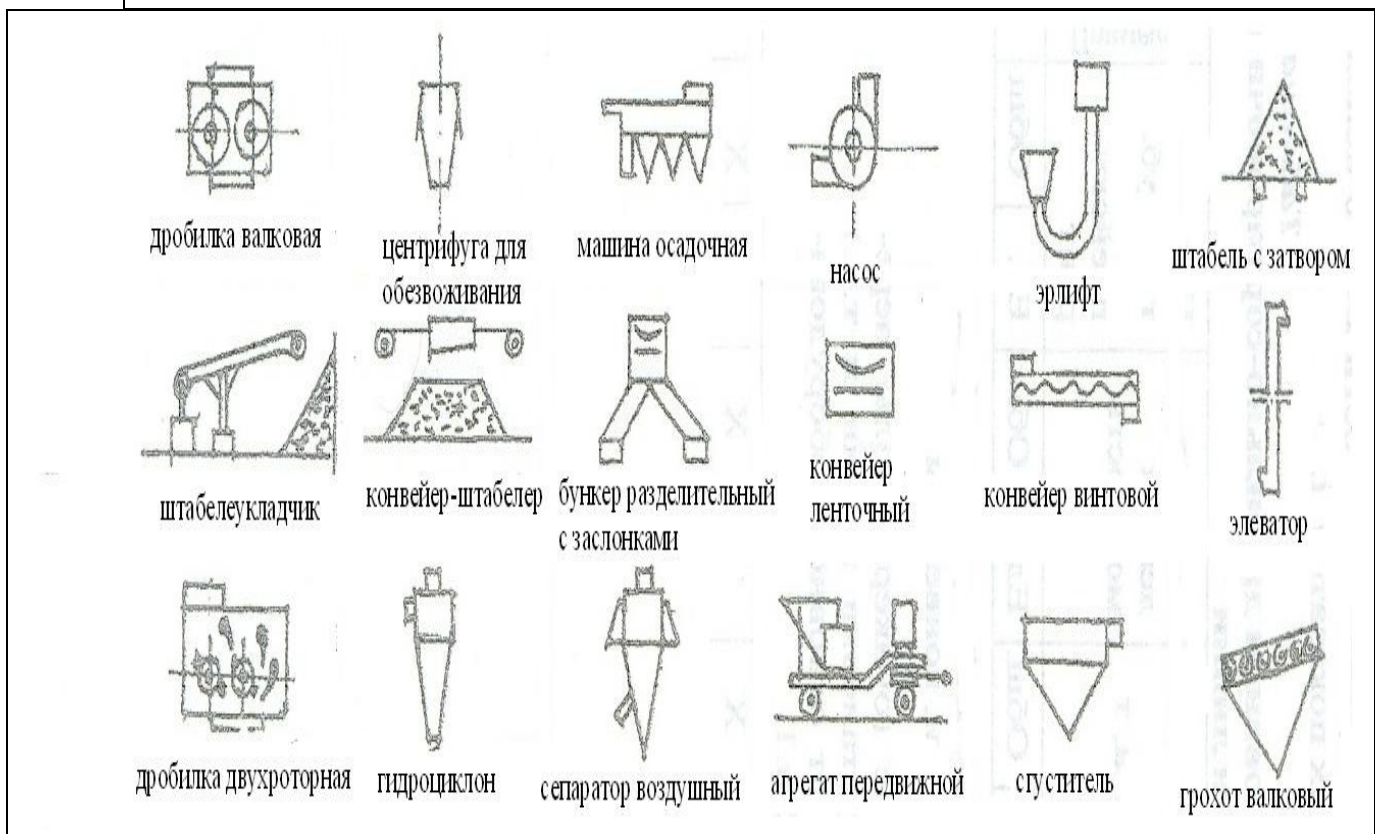 дробилка валковая
центрифуга для
обезвоживания
машина осадочная
насос
эрлифт
штабель с затвором
штабелеукладчик
конвейер-штабелер
бункер разделительный
с заслонками
конвейер
ленточный
конвейер винтовой
элеватор
дробилка двухроторная
гидроциклон
сепаратор воздушный
агрегат передвижной
сгуститель
грохот валковый